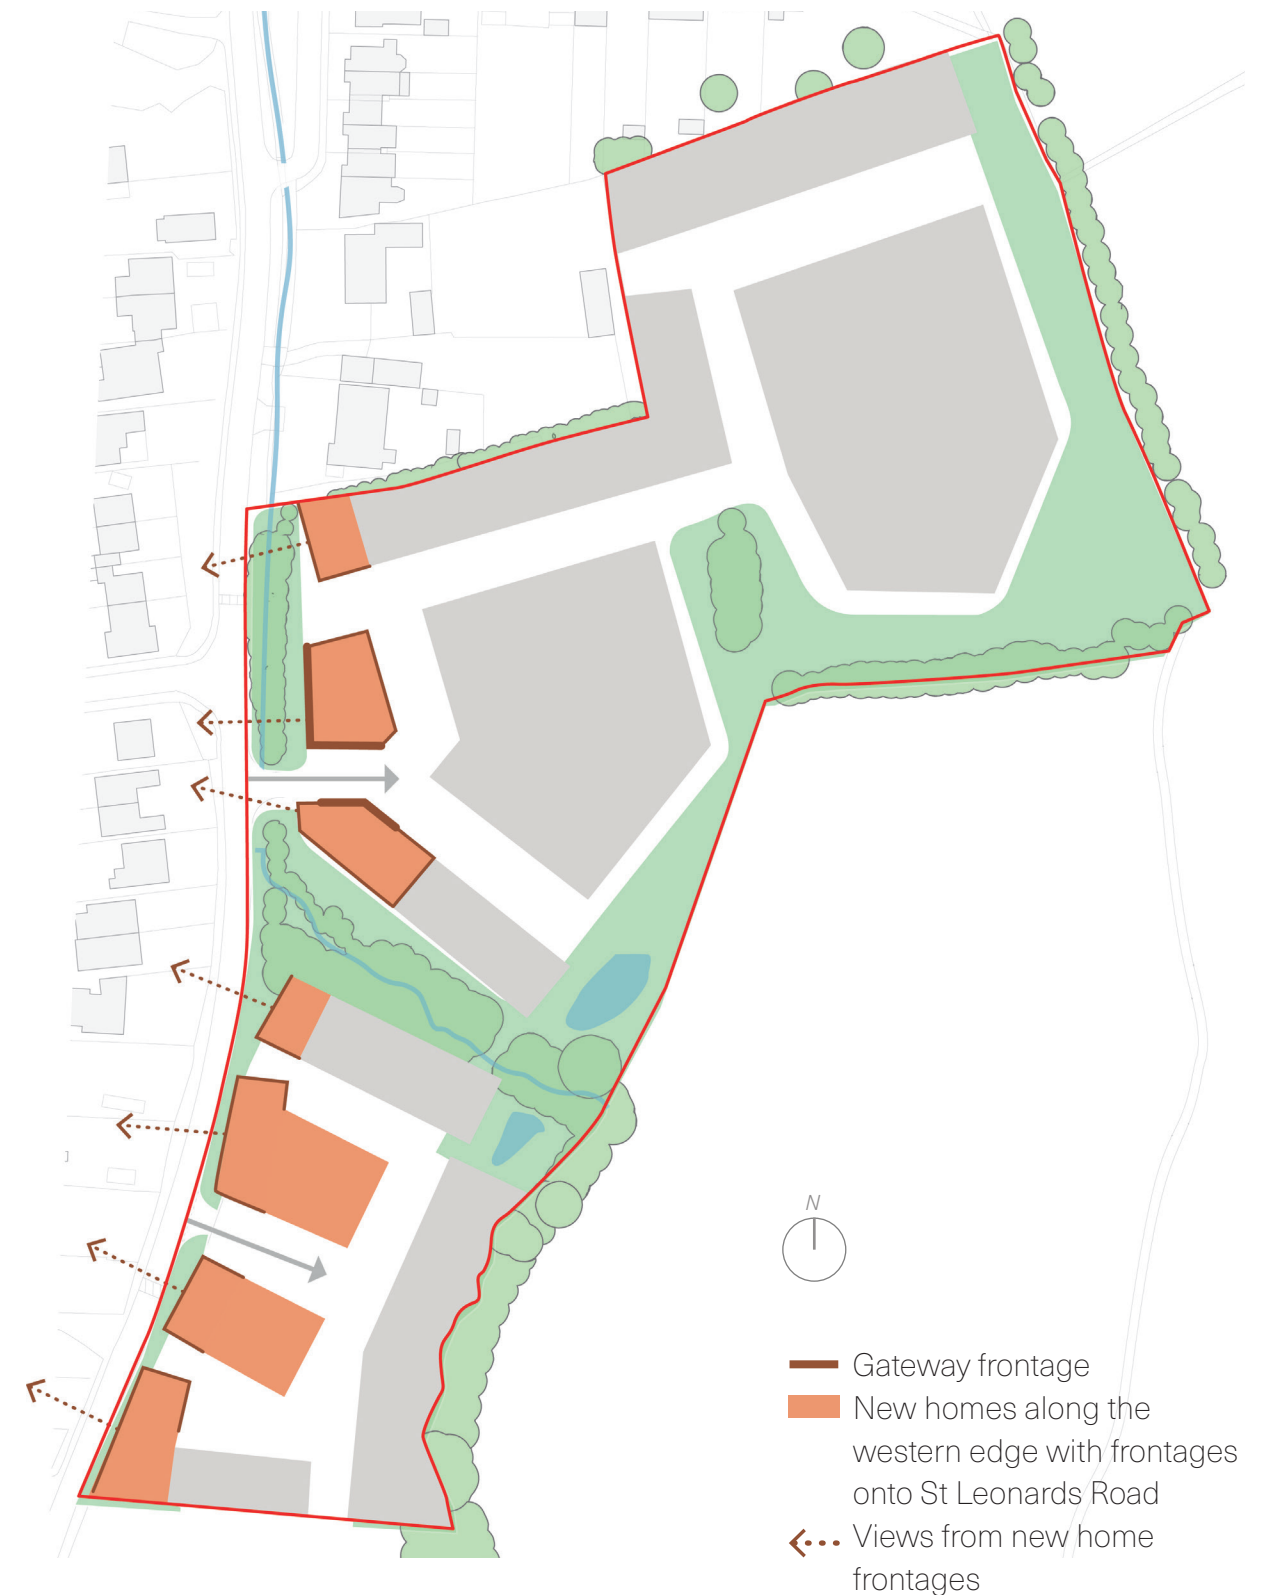 N
Gateway frontage
New homes along the
western edge with frontages
onto St Leonards Road
Views from new home
frontages